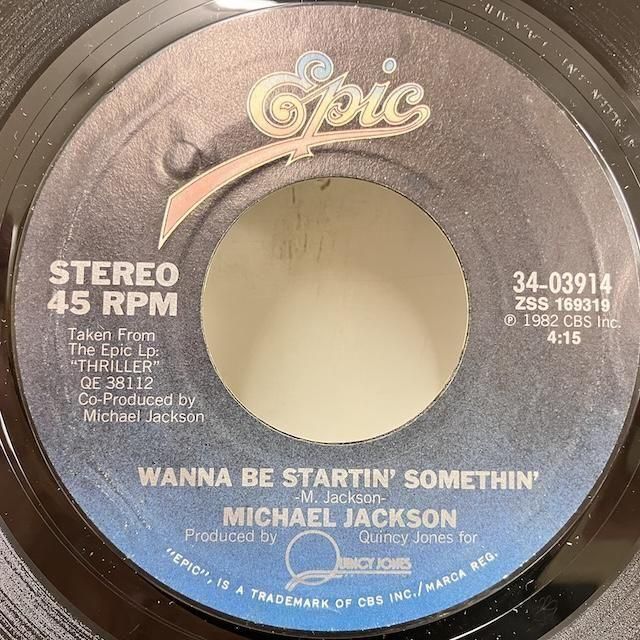 Epic
STEREO
45 RPM
34-03914
ZSS 169319
℗ 1982 CBS Inc.
4:15
Taken From
The Epic Lp:
"THRILLER"
QE 38112
Co-Produced by
Michael Jackson
WANNA BE STARTIN' SOMETHIN'
-M. Jackson-
MICHAEL JACKSON
Produced by Quincy Jones for
QUINCY JONES
"EPIC", IS A TRADEMARK OF CBS INC./MARCA REG.